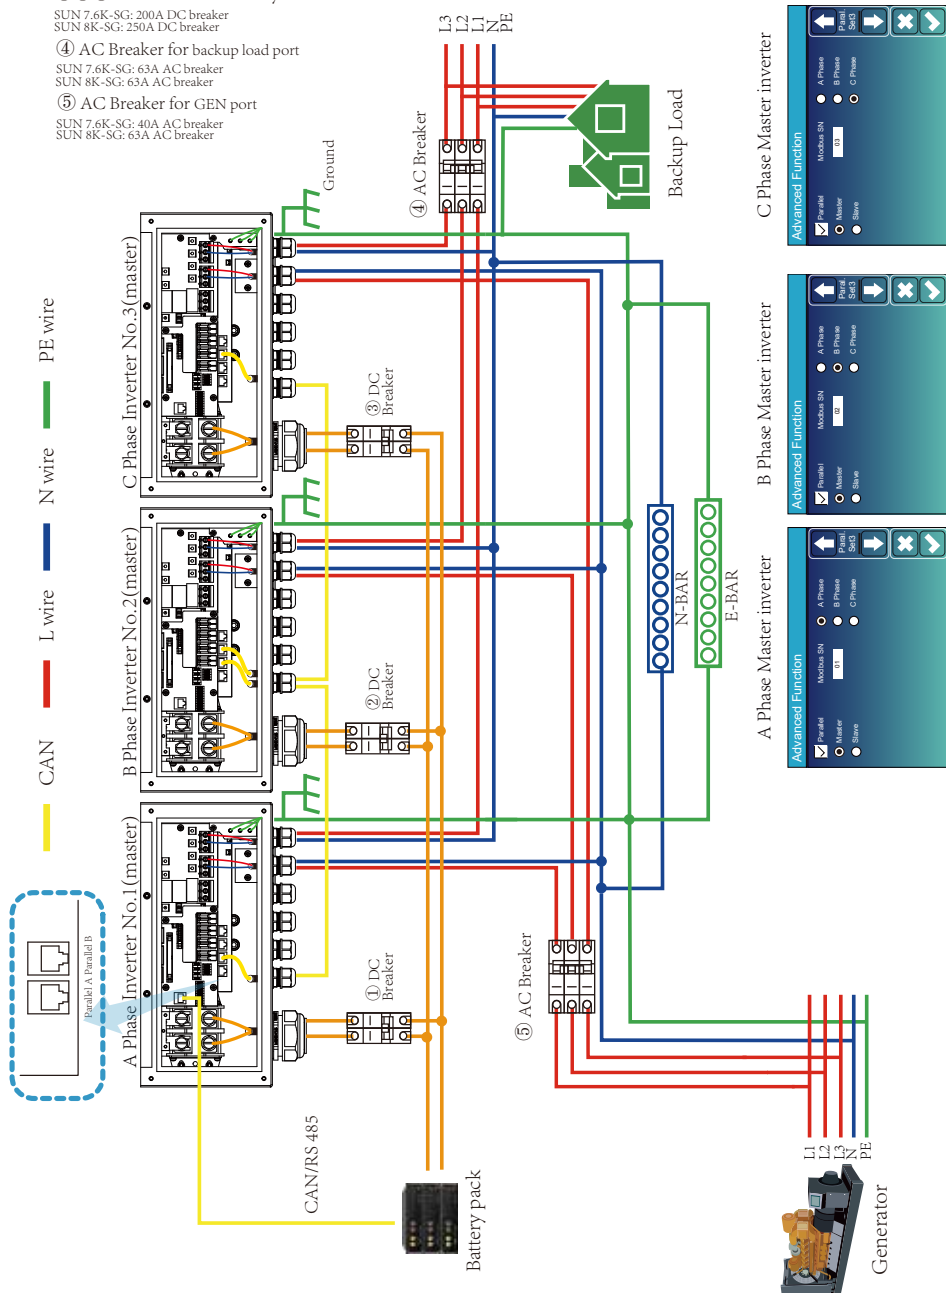 SUN 7.6K-SG: 200A DC breaker
SUN 8K-SG: 250A DC breaker
④ AC Breaker for backup load port
SUN 7.6K-SG: 63A AC breaker
SUN 8K-SG: 63A AC breaker
⑤ AC Breaker for GEN port
SUN 7.6K-SG: 40A AC breaker
SUN 8K-SG: 63A AC breaker
CAN
L wire
N wire
PE wire
Parallel A Parallel B
A Phase Inverter No.1(master)
B Phase Inverter No.2(master)
C Phase Inverter No.3(master)
Ground
① DC
Breaker
② DC
Breaker
③ DC
Breaker
④ AC Breaker
L3
L2
L1
N
PE
Backup Load
CAN/RS 485
Battery pack
⑤ AC Breaker
N-BAR
E-BAR
L1
L2
L3
N
PE
Generator
A Phase Master inverter
Advanced Function
Parallel
Master
Slave
Modbus SN
01
A Phase
B Phase
C Phase
Paral.
Set3
B Phase Master inverter
Advanced Function
Parallel
Master
Slave
Modbus SN
02
A Phase
B Phase
C Phase
Paral.
Set3
C Phase Master inverter
Advanced Function
Parallel
Master
Slave
Modbus SN
03
A Phase
B Phase
C Phase
Paral.
Set3